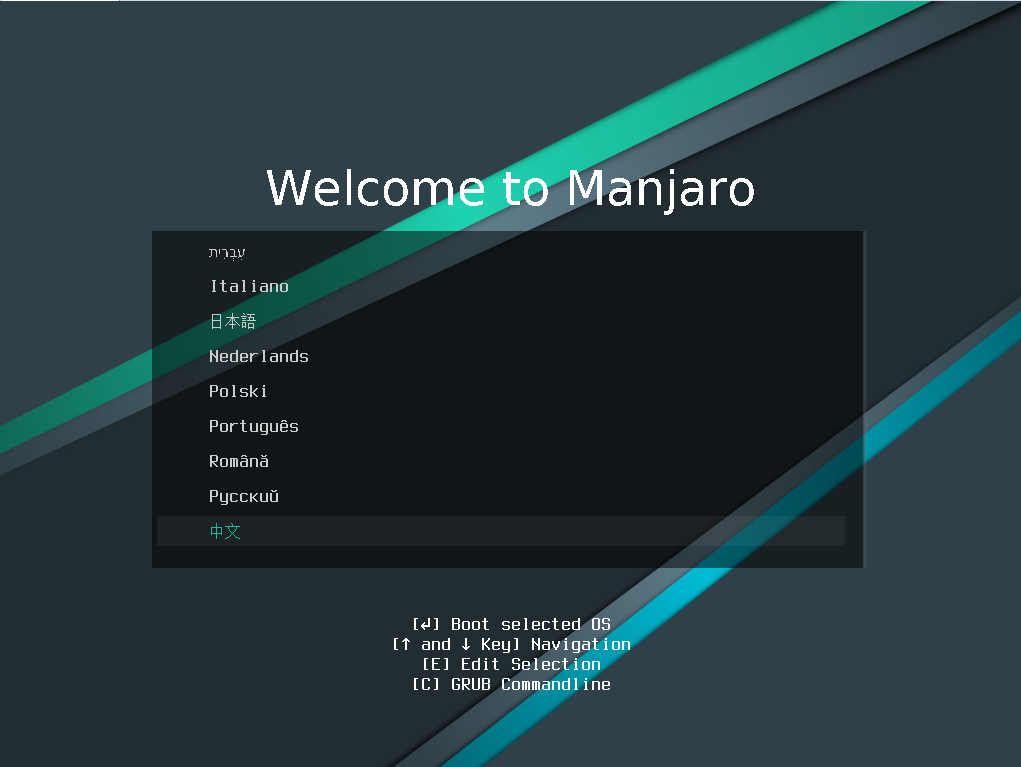 Welcome to Manjaro
עִבְרִית
Italiano
日本語
Nederlands
Polski
Português
Română
Русский
中文
[↲] Boot selected OS
[↑ and ↓ Key] Navigation
[E] Edit Selection
[C] GRUB Commandline